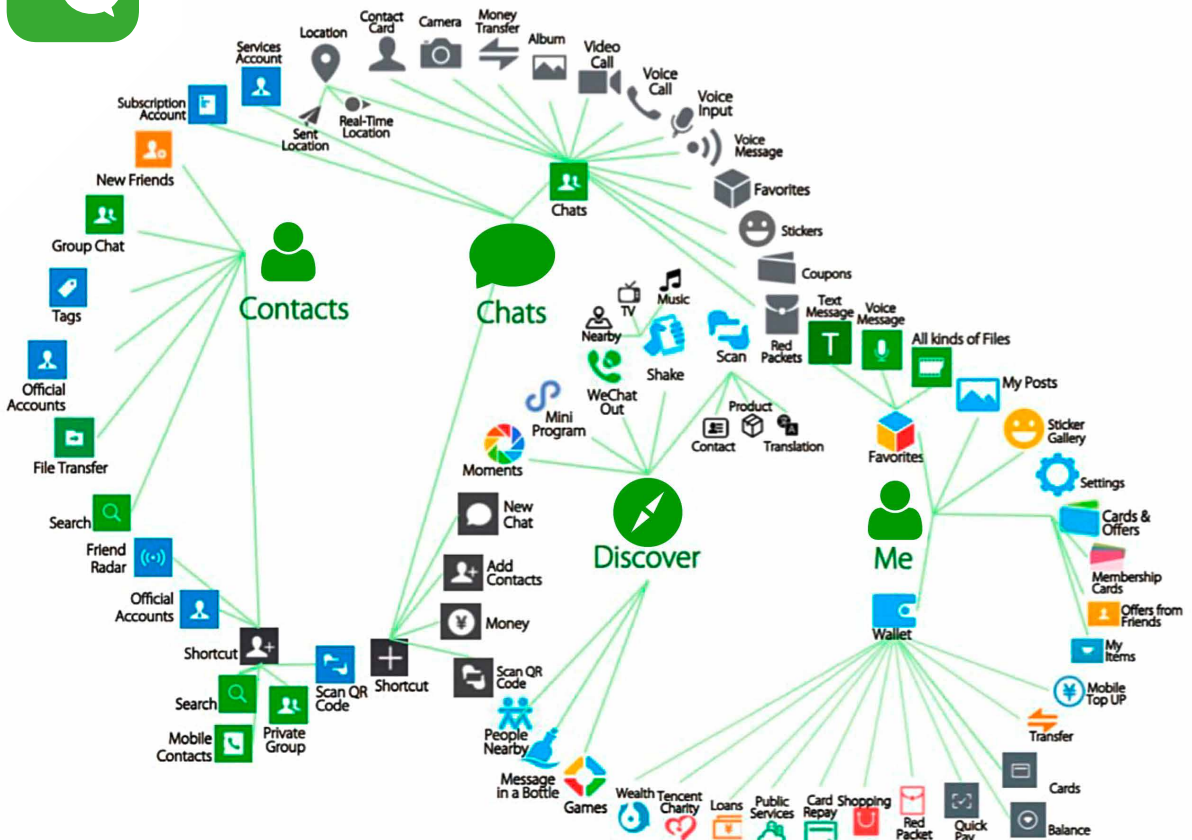 Location
Contact
Card
Camera
Money
Transfer
Album
Video
Call
Voice
Call
Voice
Input
Voice
Message
Favorites
Stickers
Coupons
Red
Packets
Services
Account
Subscription
Account
Sent
Location
Real-Time
Location
Chats
New Friends
Group Chat
Tags
Official
Accounts
File Transfer
Search
Friend
Radar
Official
Accounts
Shortcut
Search
Mobile
Contacts
Private
Group
Scan QR
Code
Contacts
Chats
Shortcut
New
Chat
Add
Contacts
¥
Money
Scan QR
Code
Moments
Mini
Program
WeChat
Out
Nearby
TV
Music
Shake
Scan
Contact
Product
Translation
Discover
People
Nearby
Message
in a Bottle
Games
Text
Message
T
Voice
Message
All kinds of Files
Favorites
My Posts
Sticker
Gallery
Settings
Cards &
Offers
Membership
Cards
Offers from
Friends
My
Items
Me
Wallet
¥
Mobile
Top UP
Transfer
Cards
Balance
Quick
Pay
Red
Packet
Shopping
Card
Repay
Public
Services
Loans
¥
Tencent
Charity
Wealth